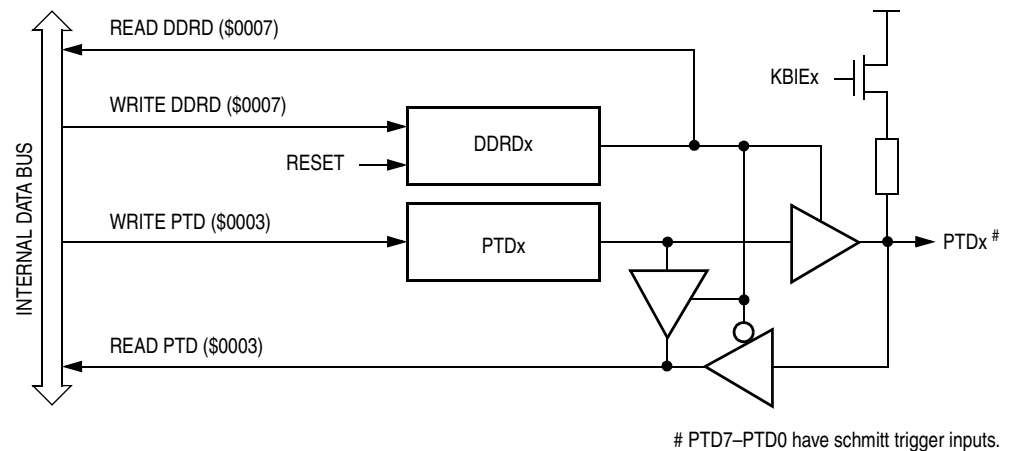 READ DDRD ($0007)
KBIEx
WRITE DDRD ($0007)
DDRDx
RESET
INTERNAL DATA BUS
WRITE PTD ($0003)
PTDx
PTDx #
READ PTD ($0003)
# PTD7–PTD0 have schmitt trigger inputs.